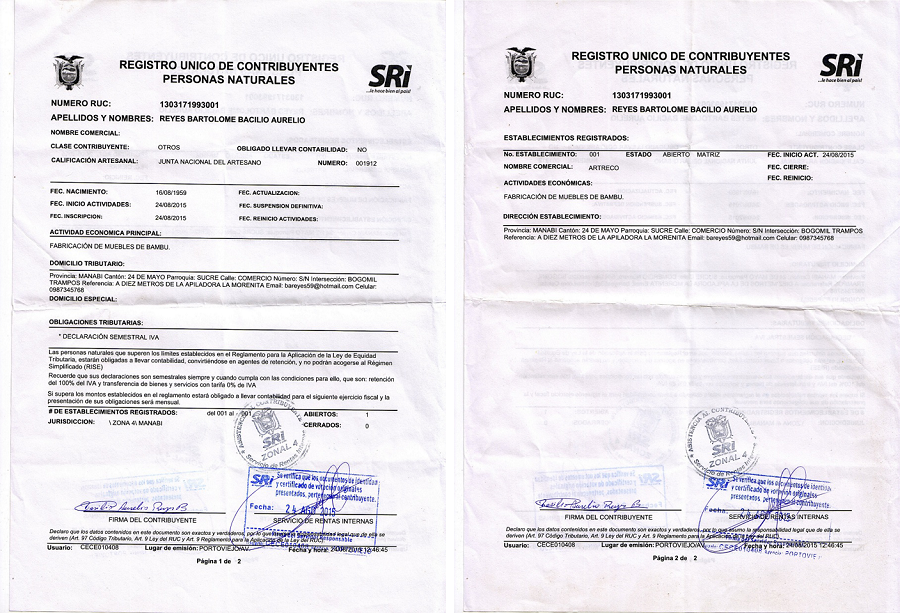 REGISTRO UNICO DE CONTRIBUYENTES
PERSONAS NATURALES
SRi
...le hace bien al país!
NUMERO RUC: 1303171993001
APELLIDOS Y NOMBRES: REYES BARTOLOME BACILIO AURELIO
NOMBRE COMERCIAL:
CLASE CONTRIBUYENTE: OTROS OBLIGADO LLEVAR CONTABILIDAD: NO
CALIFICACIÓN ARTESANAL: JUNTA NACIONAL DEL ARTESANO NUMERO: 001912
FEC. NACIMIENTO: 16/08/1959 FEC. ACTUALIZACION:
FEC. INICIO ACTIVIDADES: 24/08/2015 FEC. SUSPENSION DEFINITIVA:
FEC. INSCRIPCION: 24/08/2015 FEC. REINICIO ACTIVIDADES:
ACTIVIDAD ECONOMICA PRINCIPAL:
FABRICACIÓN DE MUEBLES DE BAMBU.
DOMICILIO TRIBUTARIO:
Provincia: MANABI Cantón: 24 DE MAYO Parroquia: SUCRE Calle: COMERCIO Número: S/N Intersección: BOGOMIL
TRAMPOS Referencia: A DIEZ METROS DE LA APILADORA LA MORENITA Email: bareyes59@hotmail.com Celular:
0987345768
DOMICILIO ESPECIAL:
OBLIGACIONES TRIBUTARIAS:
* DECLARACIÓN SEMESTRAL IVA
Las personas naturales que superen los límites establecidos en el Reglamento para la Aplicación de la Ley de Equidad
Tributaria, estarán obligadas a llevar contabilidad, convirtiéndose en agentes de retención, y no podrán acogerse al Régimen
Simplificado (RISE)
Recuerde que sus declaraciones son semestrales siempre y cuando cumpla con las condiciones para ello, que son: retención
del 100% del IVA y transferencia de bienes y servicios con tarifa 0% de IVA
Si supera los montos establecidos en el reglamento estará obligado a llevar contabilidad para el siguiente ejercicio fiscal y la
presentación de sus obligaciones será mensual.
# DE ESTABLECIMIENTOS REGISTRADOS: del 001 al 001 ABIERTOS: 1
JURISDICCION: \ ZONA 4\ MANABI CERRADOS: 0
ASISTENCIA AL CONTRIBUYENTE
SRi
ZONAL 4
Servicio de Rentas
SRi Se verifica que los documentos de identidad
y certificado de votación originales
presentados, pertenecen al contribuyente.
Fecha: 24 AGO 2015
FIRMA DEL CONTRIBUYENTE SERVICIO DE RENTAS INTERNAS
Declaro que los datos contenidos en este documento son exactos y verdaderos, por lo que asumo la responsabilidad legal que de ella se
deriven (Art. 97 Código Tributario, Art. 9 Ley del RUC y Art. 9 Reglamento para la Aplicación de la Ley del RUC).
Usuario: CECE010408 Lugar de emisión: PORTOVIEJO/AV. Fecha y hora: 24/08/2015 12:46:45
Página 1 de 2
REGISTRO UNICO DE CONTRIBUYENTES
PERSONAS NATURALES
SRi
...le hace bien al país!
NUMERO RUC: 1303171993001
APELLIDOS Y NOMBRES: REYES BARTOLOME BACILIO AURELIO
ESTABLECIMIENTOS REGISTRADOS:
No. ESTABLECIMIENTO: 001 ESTADO ABIERTO MATRIZ FEC. INICIO ACT. 24/08/2015
NOMBRE COMERCIAL: ARTRECO FEC. CIERRE:
FEC. REINICIO:
ACTIVIDADES ECONÓMICAS:
FABRICACIÓN DE MUEBLES DE BAMBU.
DIRECCIÓN ESTABLECIMIENTO:
Provincia: MANABI Cantón: 24 DE MAYO Parroquia: SUCRE Calle: COMERCIO Número: S/N Intersección: BOGOMIL TRAMPOS
Referencia: A DIEZ METROS DE LA APILADORA LA MORENITA Email: bareyes59@hotmail.com Celular: 0987345768
ASISTENCIA AL CONTRIBUYENTE
SRi
ZONAL 4
Servicio de Rentas
SRi Se verifica que los documentos de identidad
y certificado de votación originales
presentados, pertenecen al contribuyente.
Fecha: 24 AGO 2015
FIRMA DEL CONTRIBUYENTE SERVICIO DE RENTAS INTERNAS
Declaro que los datos contenidos en este documento son exactos y verdaderos, por lo que asumo la responsabilidad legal que de ella se
deriven (Art. 97 Código Tributario, Art. 9 Ley del RUC y Art. 9 Reglamento para la Aplicación de la Ley del RUC).
Usuario: CECE010408 Lugar de emisión: PORTOVIEJO/AV. Fecha y hora: 24/08/2015 12:46:45
Página 2 de 2